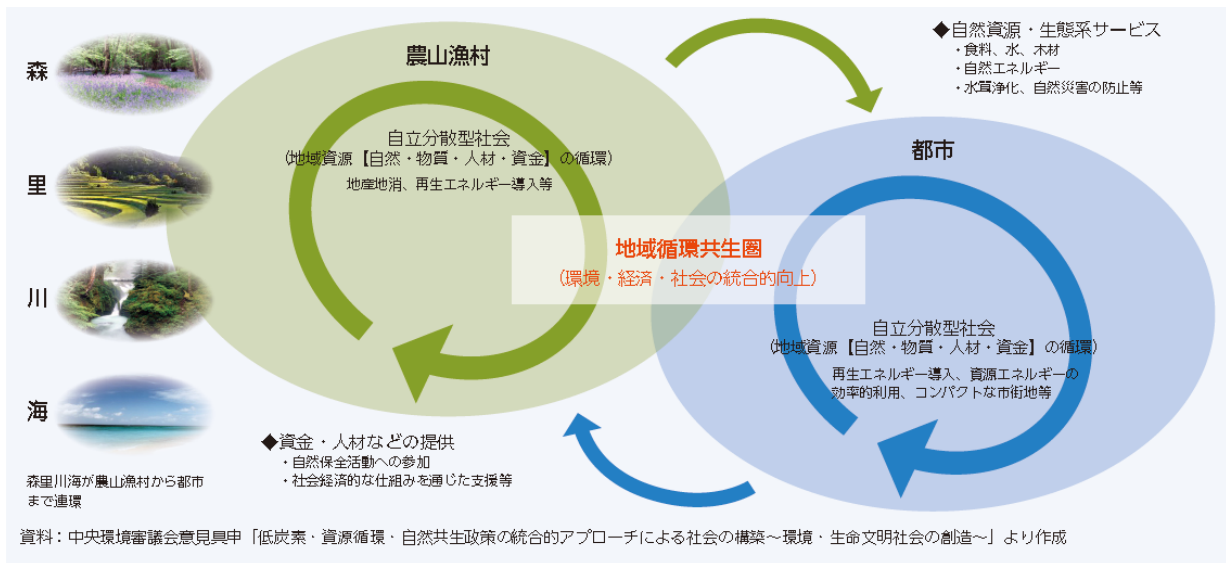 森
里
川
海
森里川海が農山漁村から都市
まで連環
農山漁村
自立分散型社会
(地域資源【自然・物質・人材・資金】の循環)
地産地消、再生エネルギー導入等
◆自然資源・生態系サービス
・食料、水、木材
・自然エネルギー
・水質浄化、自然災害の防止等
都市
地域循環共生圏
(環境・経済・社会の統合的向上)
自立分散型社会
(地域資源【自然・物質・人材・資金】の循環)
再生エネルギー導入、資源エネルギーの
効率的利用、コンパクトな市街地等
◆資金・人材などの提供
・自然保全活動への参加
・社会経済的な仕組みを通じた支援等
資料：中央環境審議会意見具申「低炭素・資源循環・自然共生政策の統合的アプローチによる社会の構築～環境・生命文明社会の創造～」より作成